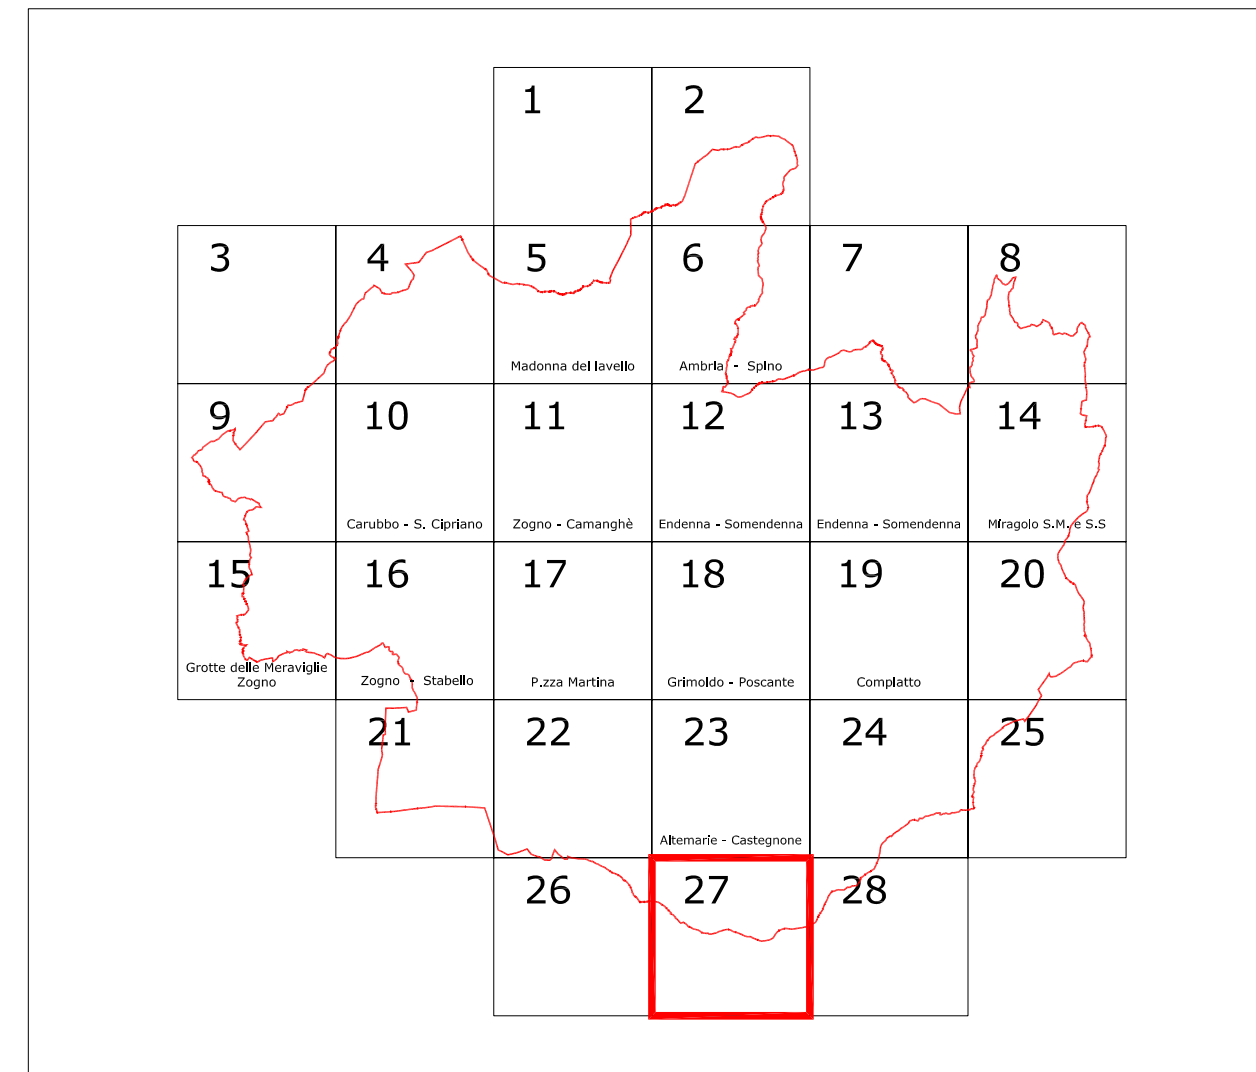 1
2
3
4
5
6
7
8
Madonna del lavello
Ambria - Spino
9
10
11
12
13
14
Carubbo - S. Cipriano
Zogno - Camanghè
Endenna - Somendenna
Endenna - Somendenna
Miragolo S.M. e S.S
15
16
17
18
19
20
Grotte delle Meraviglie
Zogno
Zogno - Stabello
P.zza Martina
Grimoldo - Poscante
Complatto
21
22
23
24
25
Altemarie - Castegnone
26
27
28